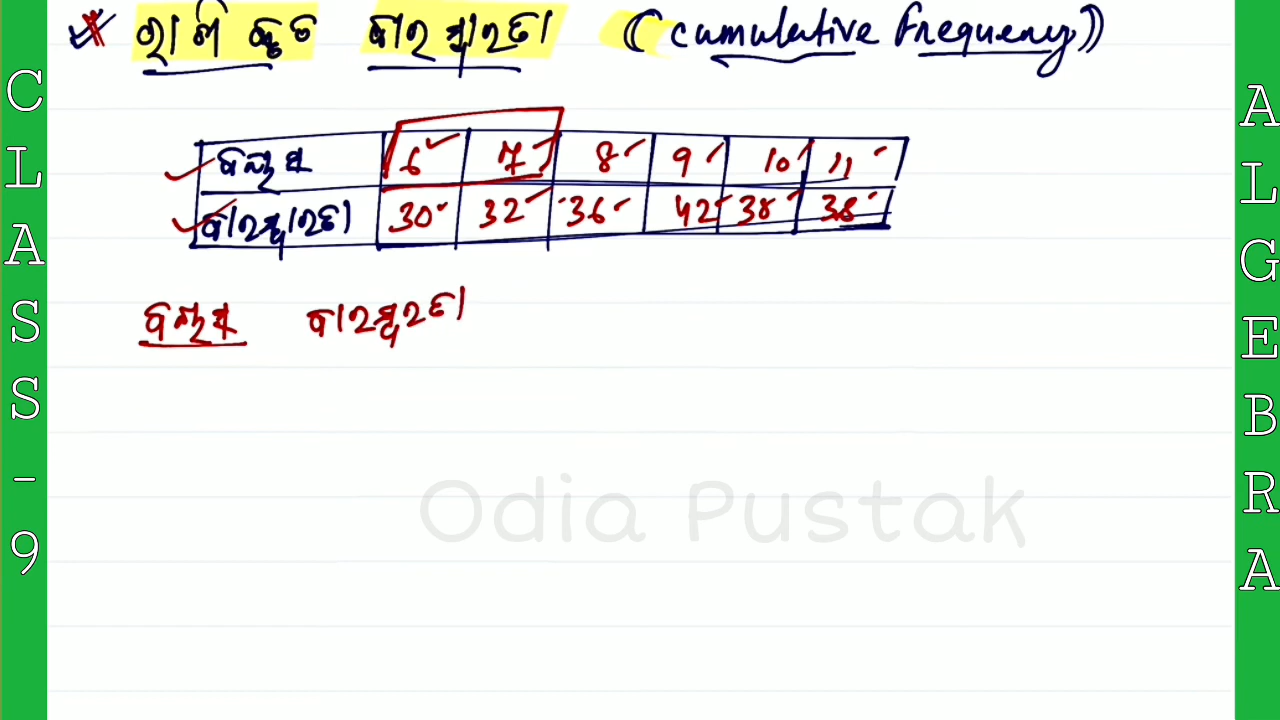 ରାଶିକୃତ ବାରମ୍ବାରତା ((cumulative frequency))
ଲବ୍ଧାଙ୍କ 6 7 8 9 10 11
ବାରମ୍ବାରତା 30 32 36 42 38 38
ବାରମ୍ବାରତା
Odia Pustak
CLASS-9
ALGEBRA